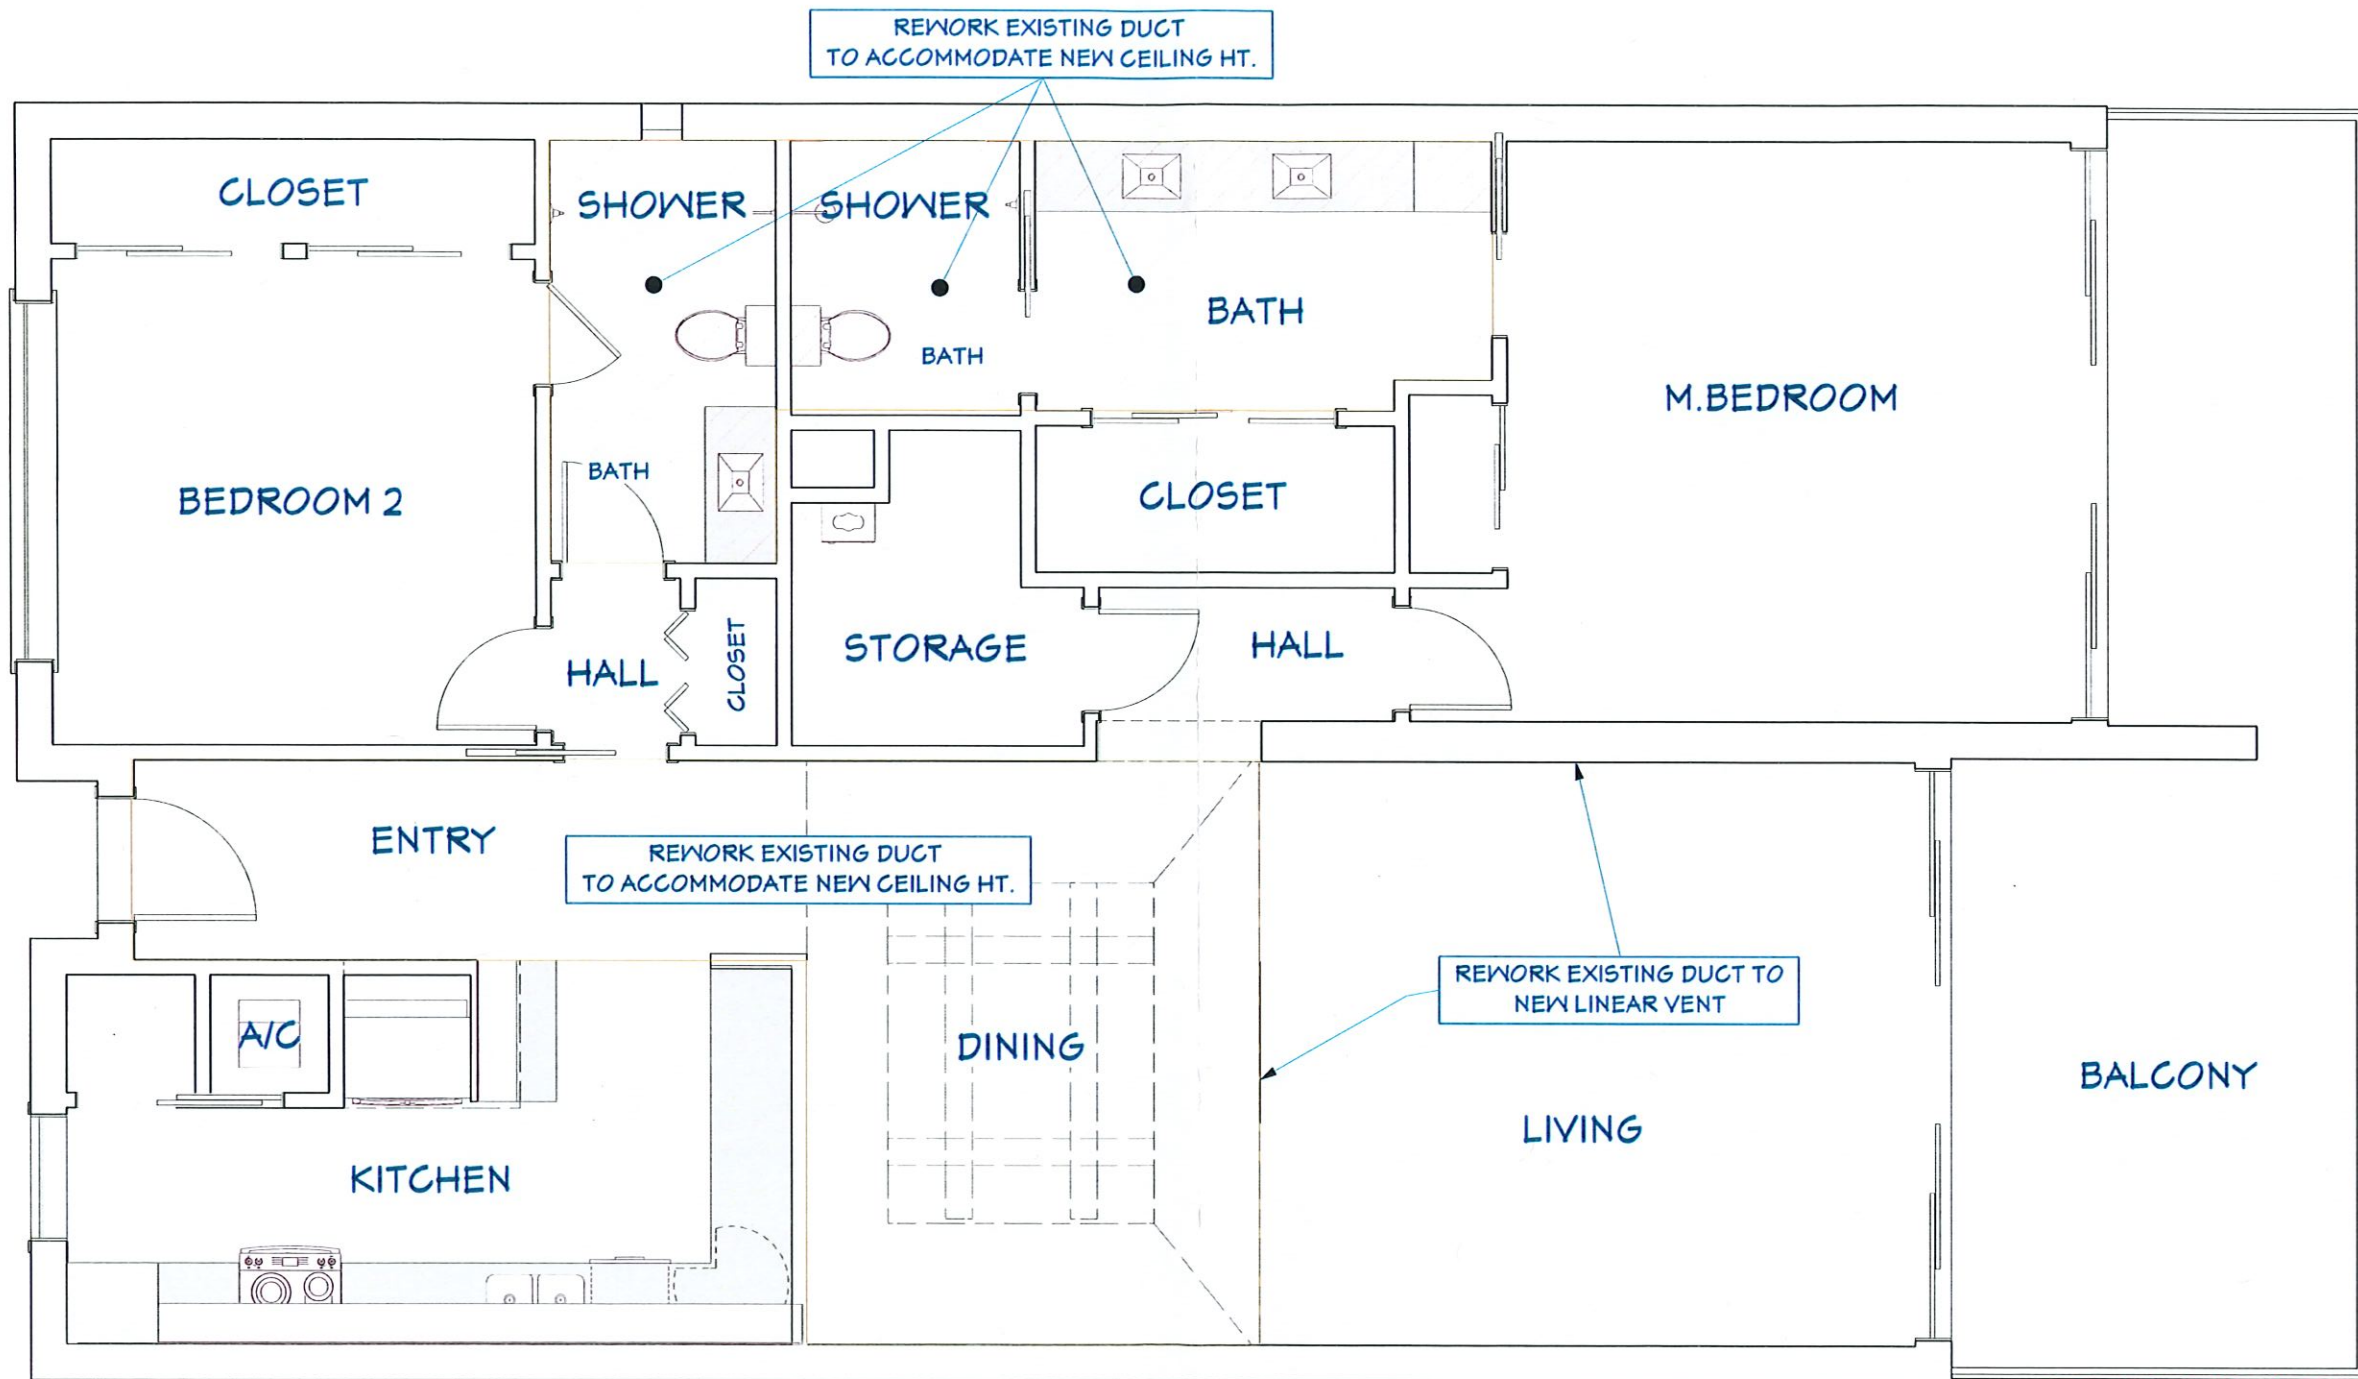 REWORK EXISTING DUCT
TO ACCOMMODATE NEW CEILING HT.
CLOSET
SHOWER
SHOWER
BATH
BATH
M.BEDROOM
BEDROOM 2
BATH
CLOSET
STORAGE
HALL
HALL
CLOSET
ENTRY
REWORK EXISTING DUCT
TO ACCOMMODATE NEW CEILING HT.
REWORK EXISTING DUCT TO
NEW LINEAR VENT
A/C
DINING
BALCONY
LIVING
KITCHEN